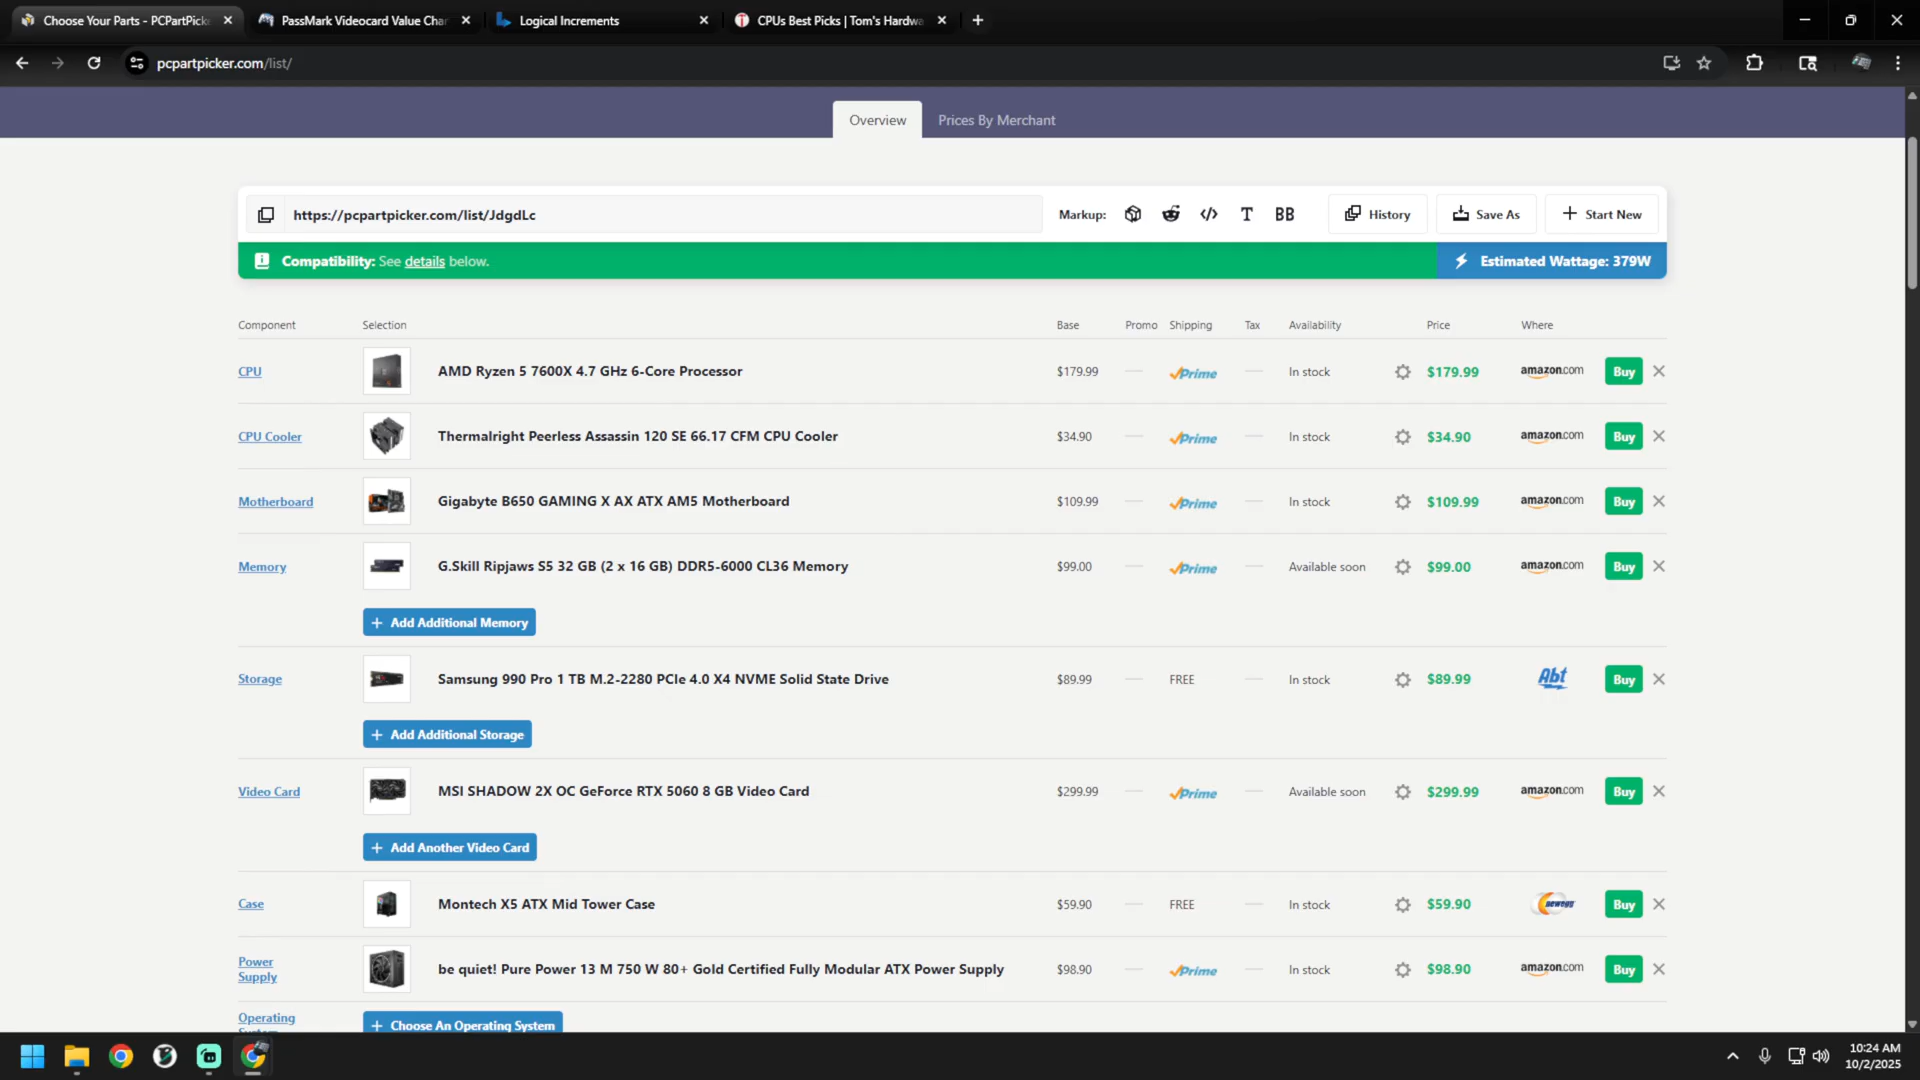 Choose Your Parts - PCPartPick
PassMark Videocard Value Char
Logical Increments
CPUs Best Picks | Tom's Hardwa
pcpartpicker.com/list/
Overview
Prices By Merchant
https://pcpartpicker.com/list/JdgdLc
Markup:
T
BB
History
Save As
Start New
Compatibility: See details below.
Estimated Wattage: 379W
Component Selection Base Promo Shipping Tax Availability Price Where
CPU AMD Ryzen 5 7600X 4.7 GHz 6-Core Processor $179.99 Prime In stock $179.99 amazon.com Buy
CPU Cooler Thermalright Peerless Assassin 120 SE 66.17 CFM CPU Cooler $34.90 Prime In stock $34.90 amazon.com Buy
Motherboard Gigabyte B650 GAMING X AX ATX AM5 Motherboard $109.99 Prime In stock $109.99 amazon.com Buy
Memory G.Skill Ripjaws S5 32 GB (2 x 16 GB) DDR5-6000 CL36 Memory $99.00 Prime Available soon $99.00 amazon.com Buy
+ Add Additional Memory
Storage Samsung 990 Pro 1 TB M.2-2280 PCIe 4.0 X4 NVME Solid State Drive $89.99 FREE In stock $89.99 Abt Buy
+ Add Additional Storage
Video Card MSI SHADOW 2X OC GeForce RTX 5060 8 GB Video Card $299.99 Prime Available soon $299.99 amazon.com Buy
+ Add Another Video Card
Case Montech X5 ATX Mid Tower Case $59.90 FREE In stock $59.90 newegg Buy
Power
Supply be quiet! Pure Power 13 M 750 W 80+ Gold Certified Fully Modular ATX Power Supply $98.90 Prime In stock $98.90 amazon.com Buy
Operating
+ Choose An Operating System
10:24 AM
10/2/2025